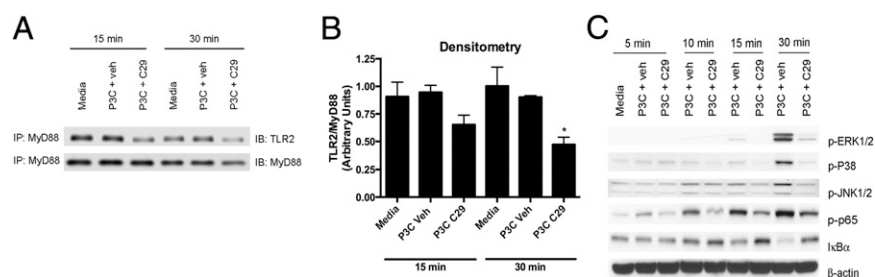 A
15 min
30 min
Media
P3C + veh
P3C + C29
Media
P3C + veh
P3C + C29
IP: MyD88
IB: TLR2
IP: MyD88
IB: MyD88
B
Densitometry
TLR2/MyD88
(Arbitrary Units)
1.25
1.00
0.75
0.50
0.25
0.00
*
Media
P3C Veh
P3C C29
Media
P3C Veh
P3C C29
15 min
30 min
C
5 min
10 min
15 min
30 min
Media
P3C + veh
P3C + C29
P3C + veh
P3C + C29
P3C + veh
P3C + C29
P3C + veh
P3C + C29
p-ERK1/2
p-P38
p-JNK1/2
p-p65
IκBα
β-actin